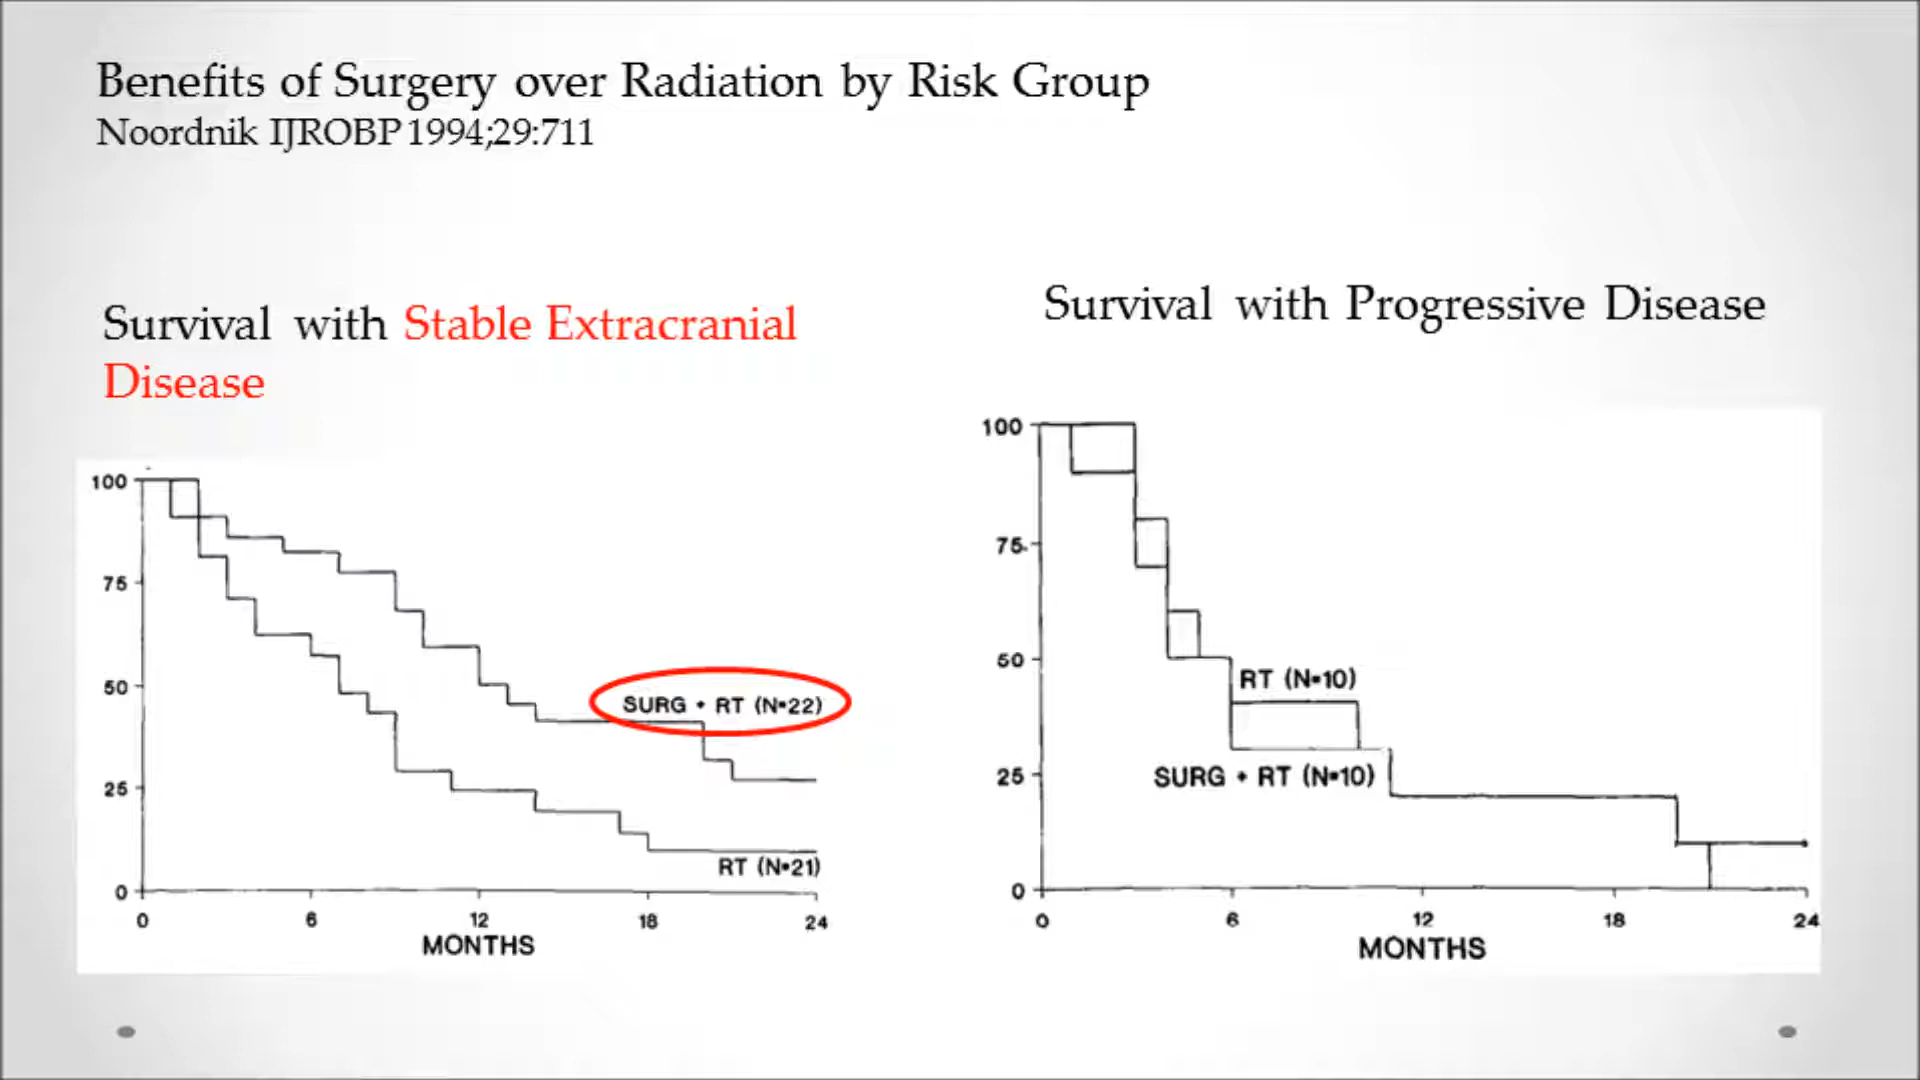 Benefits of Surgery over Radiation by Risk Group
Noordnik IJROBP 1994;29:711
Survival with Stable Extracranial
Disease
100
75
50
25
0
SURG + RT (N=22)
RT (N=21)
0 6 12 18 24
MONTHS
Survival with Progressive Disease
100
75
50
25
0
RT (N=10)
SURG + RT (N=10)
0 6 12 18 24
MONTHS